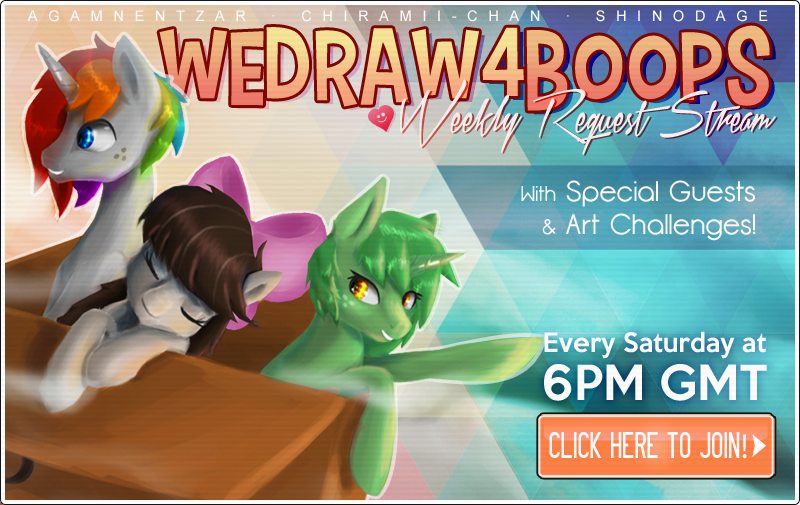 AGAMNENTZAR CHIRAMII-CHAN · SHINODAGE
WEDRAW4BOOPS
Weekly Request Stream
With Special Guests
& Art Challenges!
Every Saturday at
6PM GMT
CLICK HERE TO JOIN!